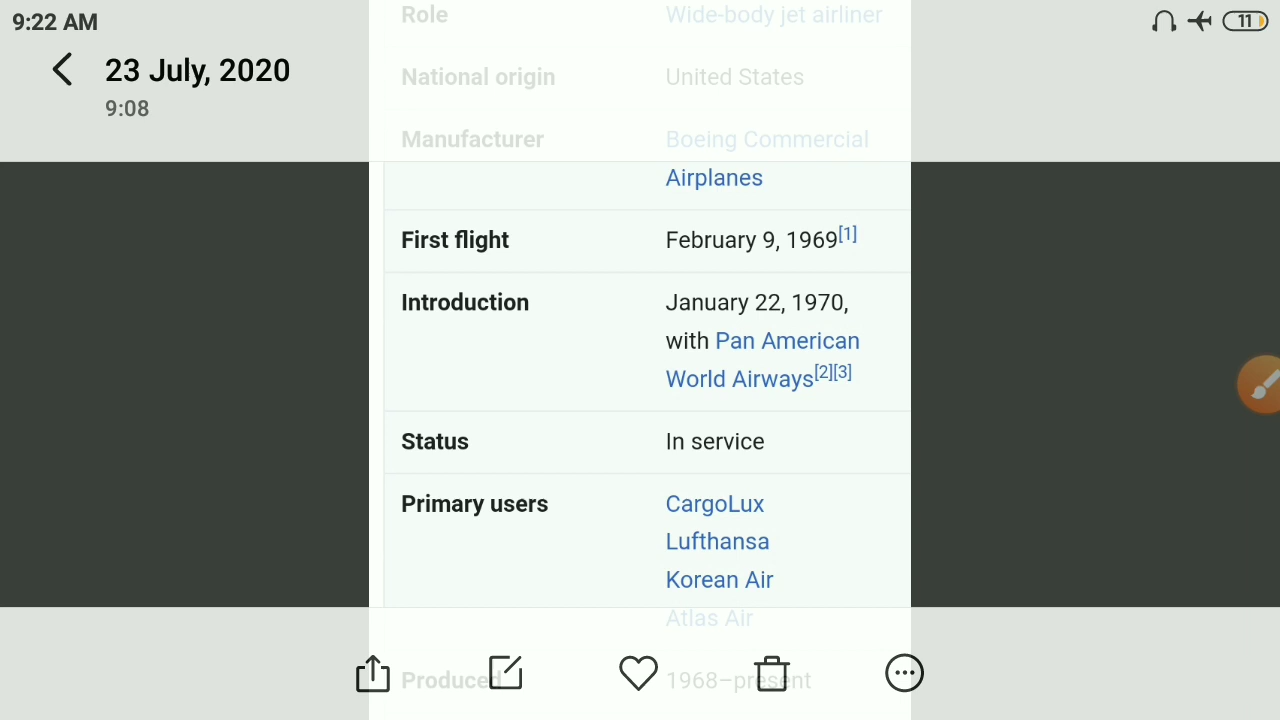 9:22 AM
11
23 July, 2020
9:08
Role Wide-body jet airliner
National origin United States
Manufacturer Boeing Commercial
Airplanes
First flight February 9, 1969[1]
Introduction January 22, 1970,
with Pan American
World Airways[2][3]
Status In service
Primary users CargoLux
Lufthansa
Korean Air
Atlas Air
Produced 1968–present